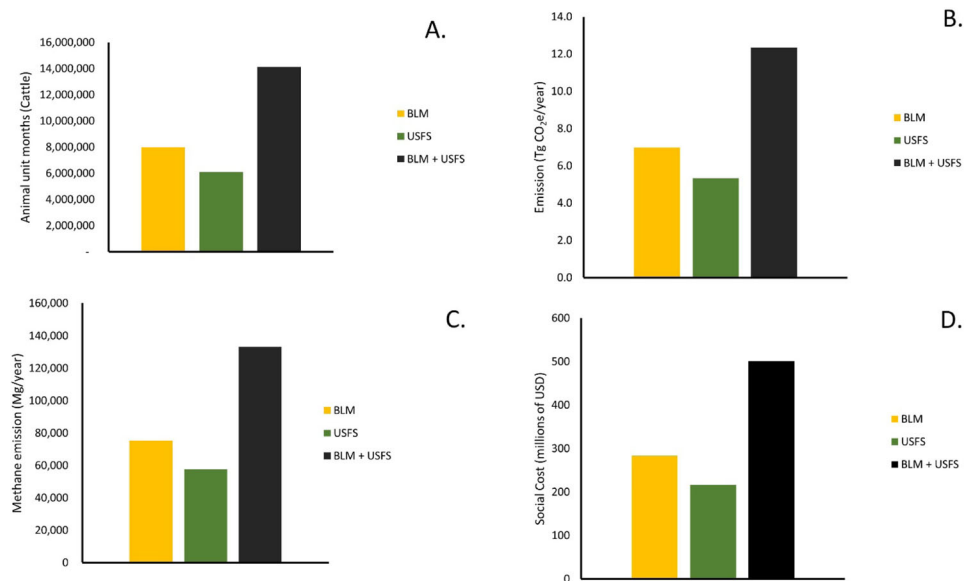 A.
16,000,000
14,000,000
12,000,000
10,000,000
8,000,000
6,000,000
4,000,000
2,000,000
-
Animal unit months (Cattle)
BLM
USFS
BLM + USFS
B.
14.0
12.0
10.0
8.0
6.0
4.0
2.0
0.0
Emission (Tg CO₂e/year)
BLM
USFS
BLM + USFS
C.
160,000
140,000
120,000
100,000
80,000
60,000
40,000
20,000
0
Methane emission (Mg/year)
BLM
USFS
BLM + USFS
D.
600
500
400
300
200
100
0
Social Cost (millions of USD)
BLM
USFS
BLM + USFS